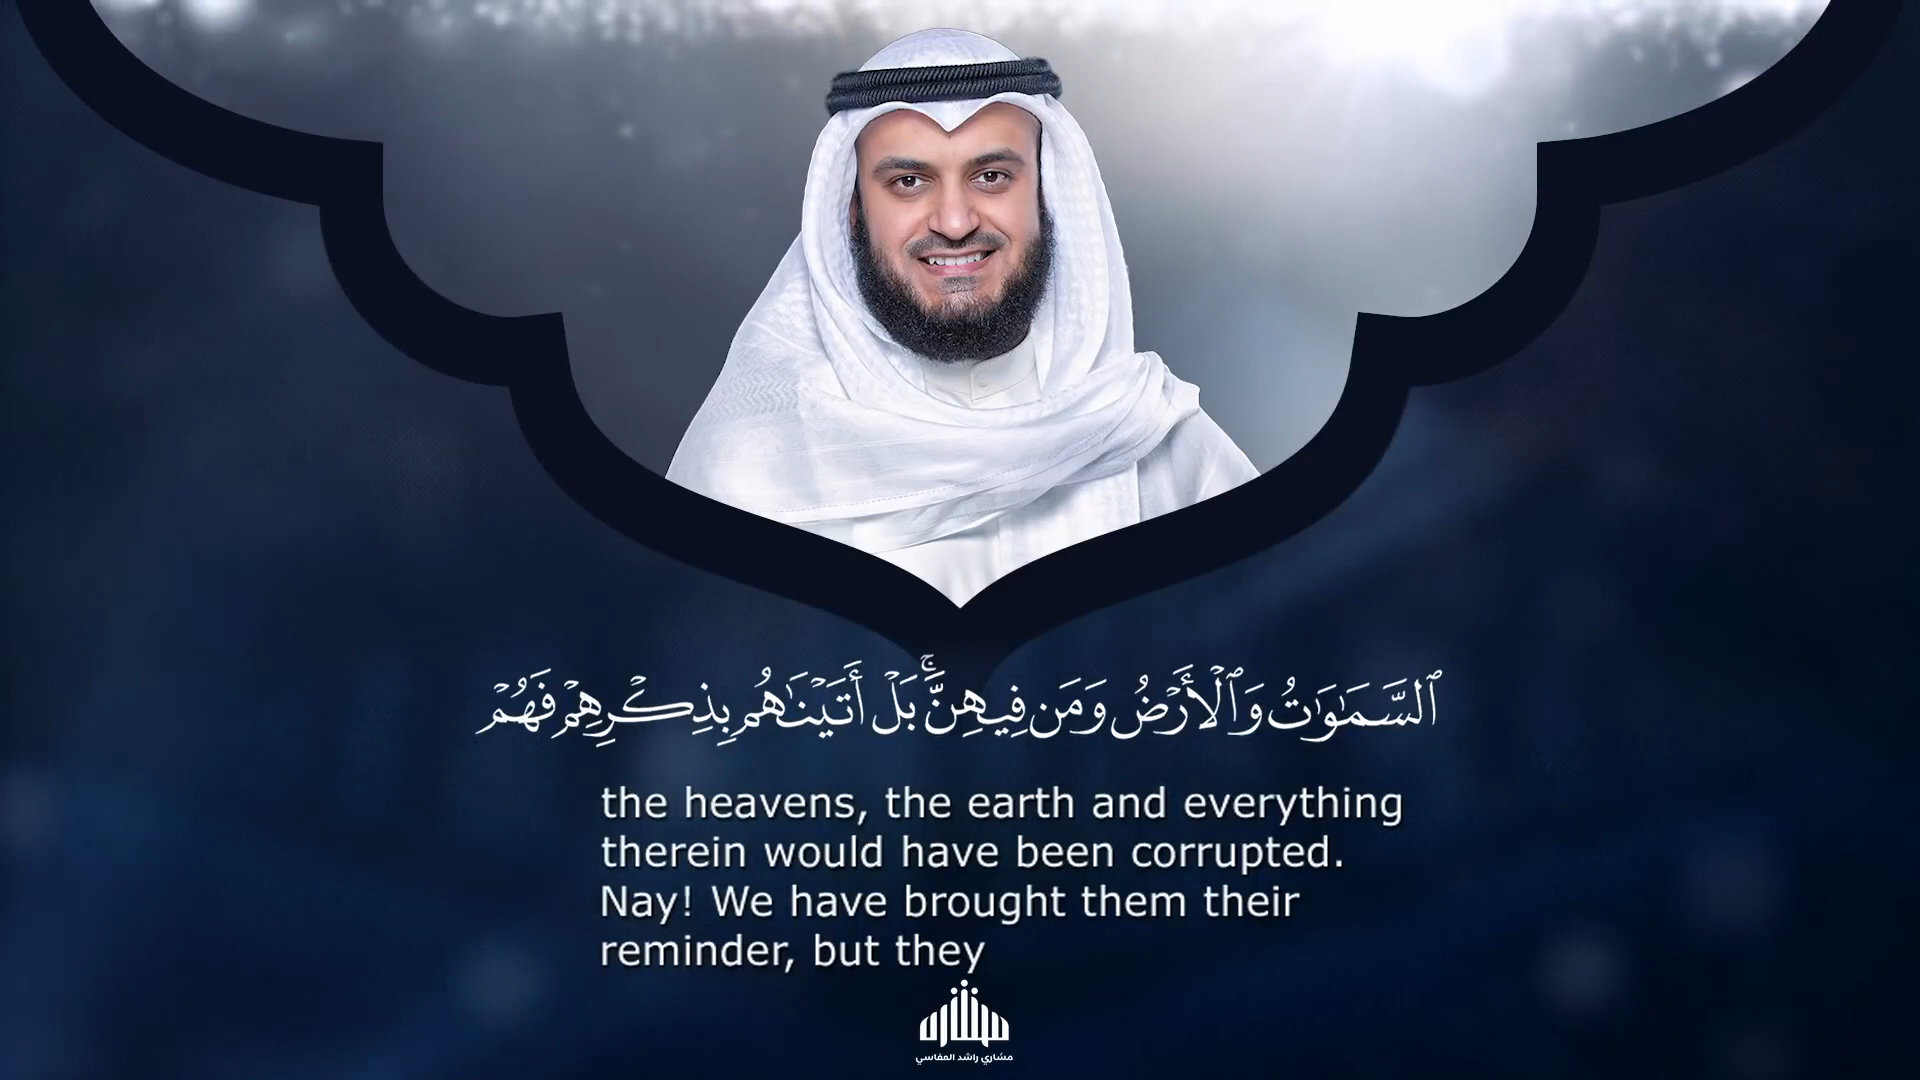 ٱلسَّمَٰوَٰتُ وَٱلْأَرْضُ وَمَن فِيهِنَّ ۚ بَلْ أَتَيْنَٰهُم بِذِكْرِهِمْ فَهُمْ
the heavens, the earth and everything
therein would have been corrupted.
Nay! We have brought them their
reminder, but they
مشاري راشد العفاسي